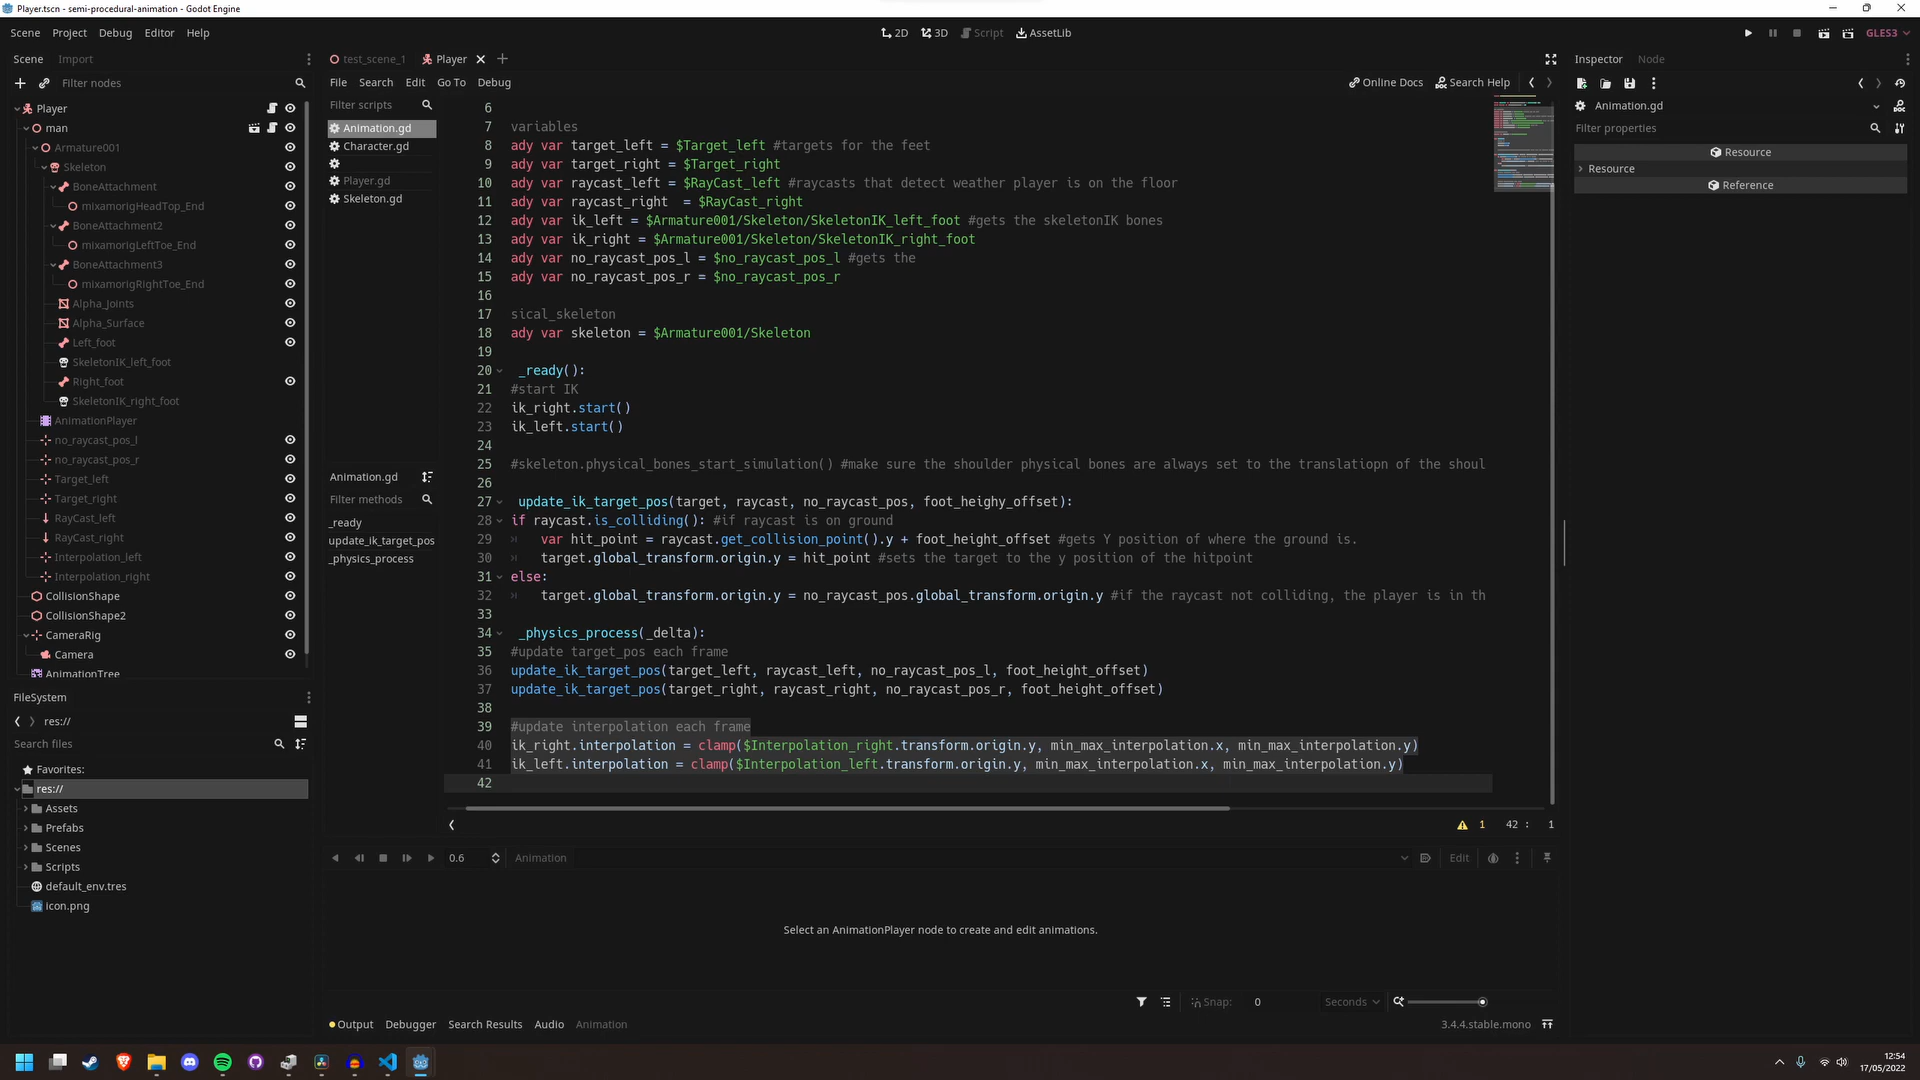 Player.tscn - semi-procedural-animation - Godot Engine
Scene Project Debug Editor Help
2D 3D Script AssetLib
GLES3
Scene Import
Filter nodes
Player
man
Armature001
Skeleton
BoneAttachment
mixamorigHeadTop_End
BoneAttachment2
mixamorigLeftToe_End
BoneAttachment3
mixamorigRightToe_End
Alpha_Joints
Alpha_Surface
Left_foot
SkeletonIK_left_foot
Right_foot
SkeletonIK_right_foot
AnimationPlayer
no_raycast_pos_l
no_raycast_pos_r
Target_left
Target_right
RayCast_left
RayCast_right
Interpolation_left
Interpolation_right
CollisionShape
CollisionShape2
CameraRig
Camera
AnimationTree
FileSystem
res://
Search files
Favorites:
res://
Assets
Prefabs
Scenes
Scripts
default_env.tres
icon.png
test_scene_1 Player
File Search Edit Go To Debug
Online Docs Search Help
Filter scripts
Animation.gd
Character.gd
Player.gd
Skeleton.gd
Animation.gd
Filter methods
_ready
update_ik_target_pos
_physics_process
6
7 variables
8 ady var target_left = $Target_left #targets for the feet
9 ady var target_right = $Target_right
10 ady var raycast_left = $RayCast_left #raycasts that detect weather player is on the floor
11 ady var raycast_right  = $RayCast_right
12 ady var ik_left = $Armature001/Skeleton/SkeletonIK_left_foot #gets the skeletonIK bones
13 ady var ik_right = $Armature001/Skeleton/SkeletonIK_right_foot
14 ady var no_raycast_pos_l = $no_raycast_pos_l #gets the
15 ady var no_raycast_pos_r = $no_raycast_pos_r
16
17 sical_skeleton
18 ady var skeleton = $Armature001/Skeleton
19
20 _ready():
21 #start IK
22 ik_right.start()
23 ik_left.start()
24
25 #skeleton.physical_bones_start_simulation() #make sure the shoulder physical bones are always set to the translatiopn of the shoul
26
27 update_ik_target_pos(target, raycast, no_raycast_pos, foot_heighy_offset):
28 if raycast.is_colliding(): #if raycast is on ground
29 var hit_point = raycast.get_collision_point().y + foot_height_offset #gets Y position of where the ground is.
30 target.global_transform.origin.y = hit_point #sets the target to the y position of the hitpoint
31 else:
32 target.global_transform.origin.y = no_raycast_pos.global_transform.origin.y #if the raycast not colliding, the player is in th
33
34 _physics_process(_delta):
35 #update target_pos each frame
36 update_ik_target_pos(target_left, raycast_left, no_raycast_pos_l, foot_height_offset)
37 update_ik_target_pos(target_right, raycast_right, no_raycast_pos_r, foot_height_offset)
38
39 #update interpolation each frame
40 ik_right.interpolation = clamp($Interpolation_right.transform.origin.y, min_max_interpolation.x, min_max_interpolation.y)
41 ik_left.interpolation = clamp($Interpolation_left.transform.origin.y, min_max_interpolation.x, min_max_interpolation.y)
42
1 42 : 1
0.6 Animation Edit
Select an AnimationPlayer node to create and edit animations.
Snap: 0 Seconds
Output Debugger Search Results Audio Animation
3.4.4.stable.mono
Inspector Node
Animation.gd
Filter properties
Resource
Resource
Reference
12:54
17/05/2022